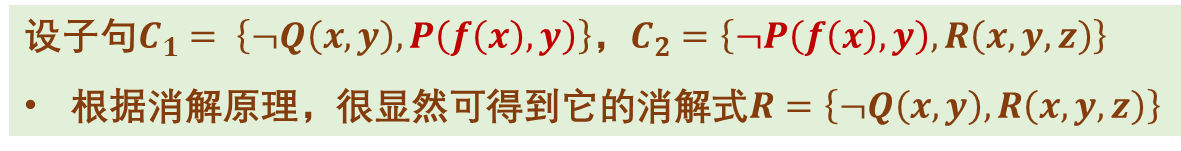 设子句C₁ = {¬Q(x,y),P(f(x),y)}，C₂ = {¬P(f(x),y),R(x,y,z)}
• 根据消解原理，很显然可得到它的消解式R = {¬Q(x,y),R(x,y,z)}